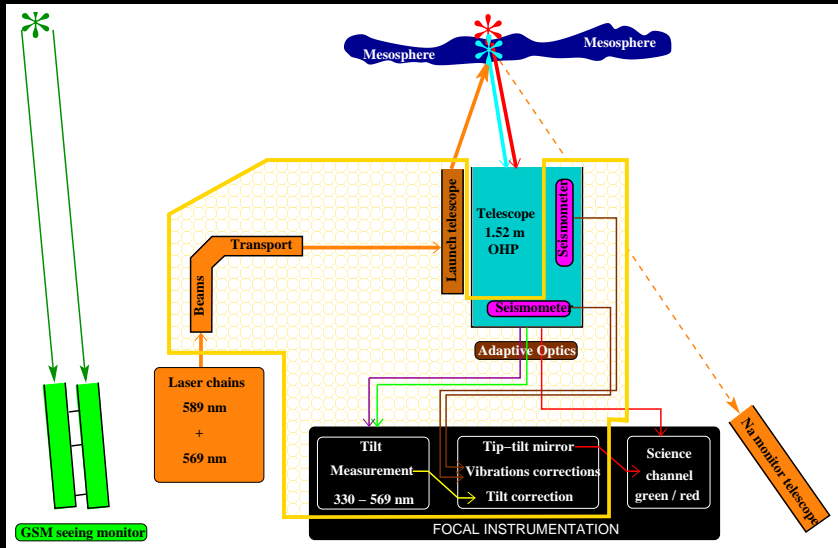 Mesosphere
Mesosphere
Launch telescope
Telescope
1.52 m
OHP
Seismometer
Transport
Beams
Seismometer
Adaptive Optics
Laser chains
589 nm
+
569 nm
Tilt
Measurement
330 − 569 nm
Tip−tilt mirror
Vibrations corrections
Tilt correction
Science
channel
green / red
Na monitor telescope
GSM seeing monitor
FOCAL INSTRUMENTATION